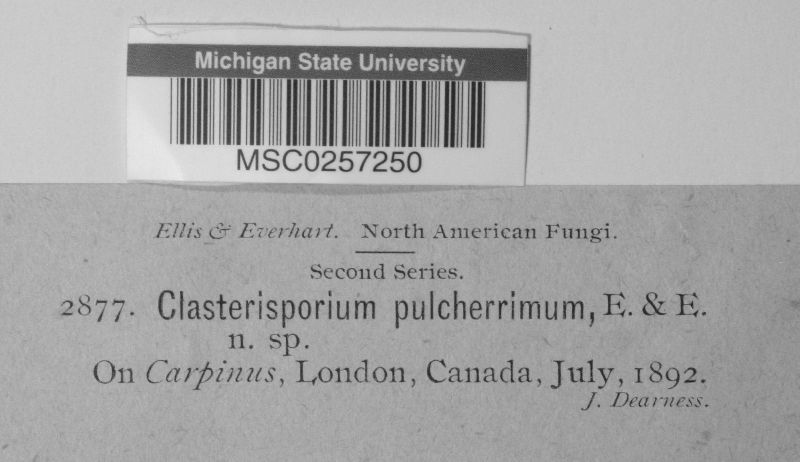 Michigan State University
MSC0257250
Ellis & Everhart. North American Fungi.
Second Series.
2877. Clasterisporium pulcherrimum, E. & E.
n. sp.
On Carpinus, London, Canada, July, 1892.
J. Dearness.